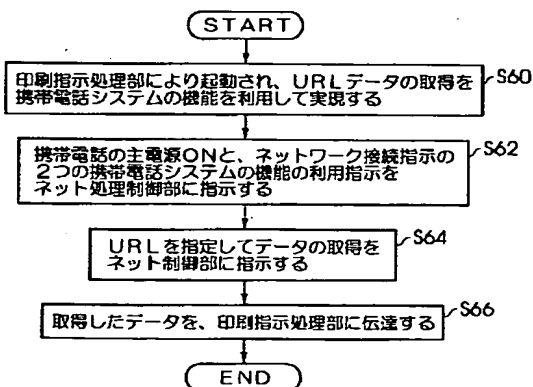 START
印刷指示処理部により起動され、URLデータの取得を
携帯電話システムの機能を利用して実現する
S60
携帯電話の主電源ONと、ネットワーク接続指示の
2つの携帯電話システムの機能の利用指示を
ネット処理制御部に指示する
S62
URLを指定してデータの取得を
ネット制御部に指示する
S64
取得したデータを、印刷指示処理部に伝達する
S66
END